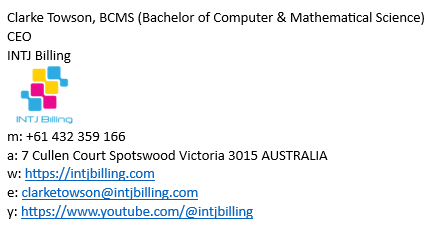 Clarke Towson, BCMS (Bachelor of Computer & Mathematical Science)
CEO
INTJ Billing
INTJ Billing
m: +61 432 359 166
a: 7 Cullen Court Spotswood Victoria 3015 AUSTRALIA
w: https://intjbilling.com
e: clarketowson@intjbilling.com
y: https://www.youtube.com/@intjbilling